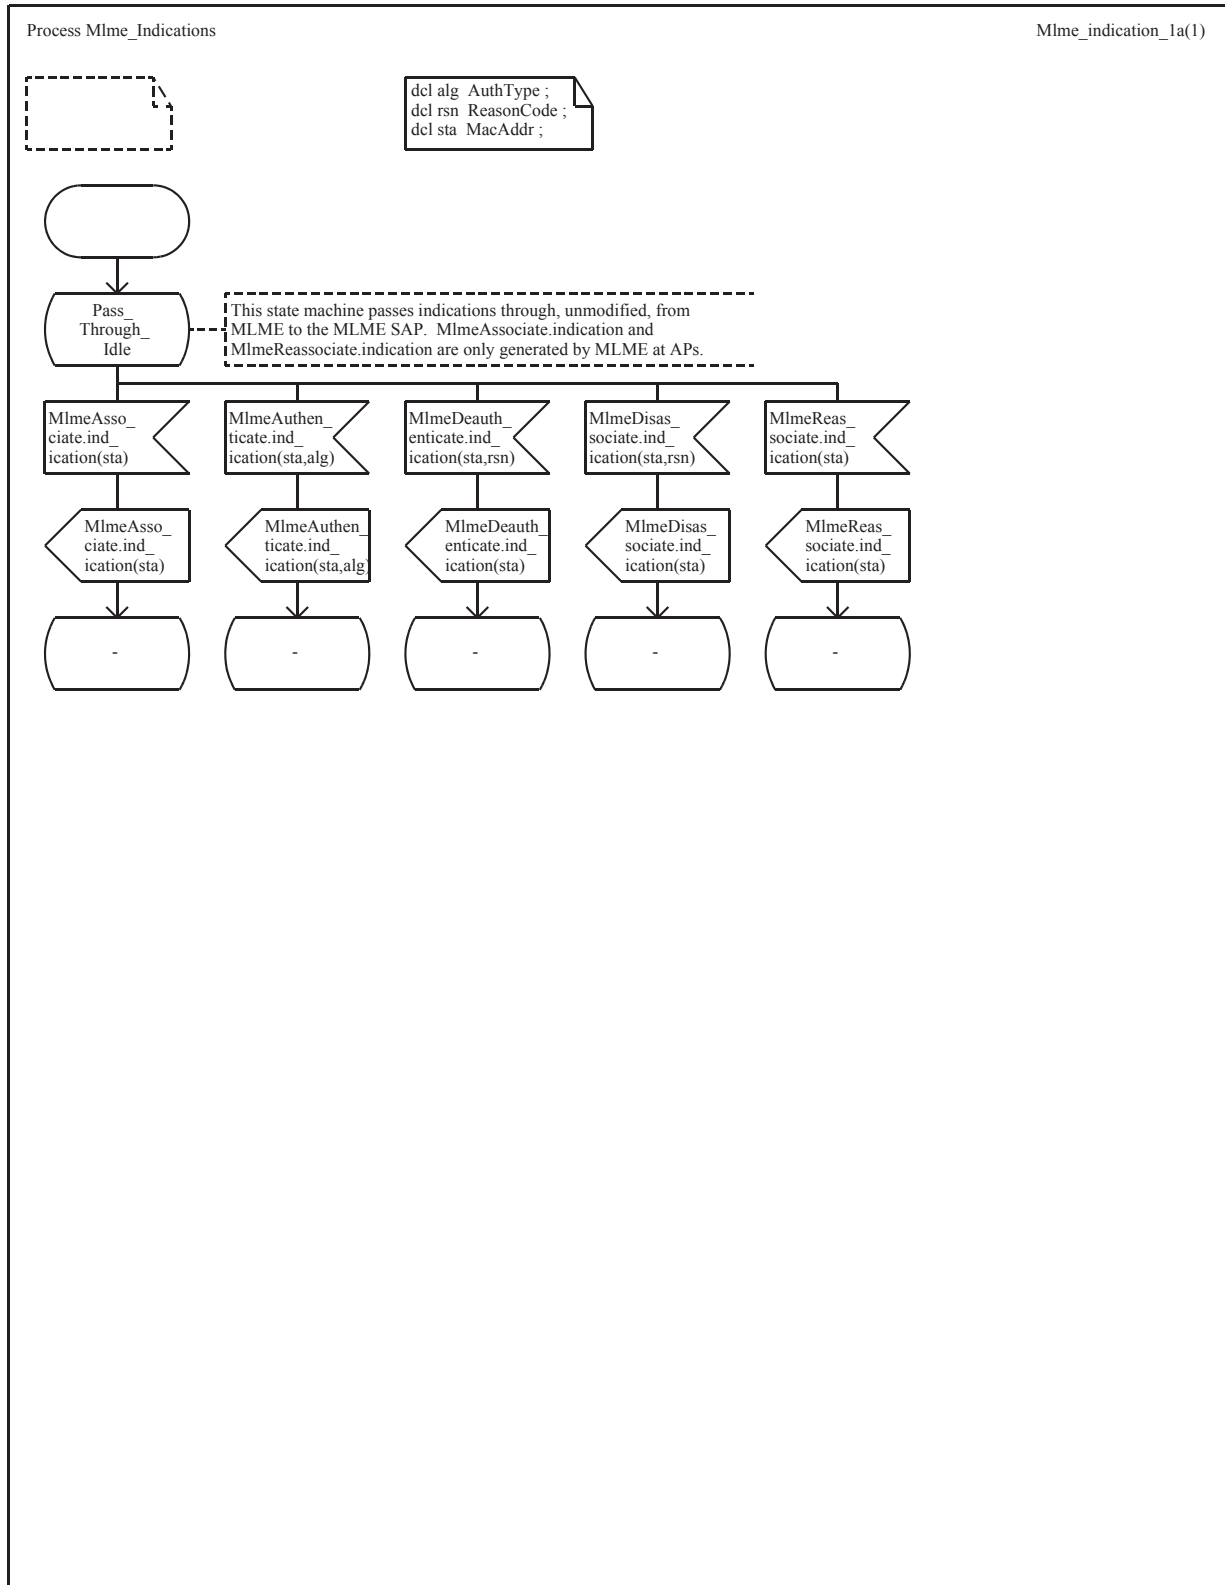 Process Mlme_Indications
Mlme_indication_1a(1)
dcl alg AuthType ;
dcl rsn ReasonCode ;
dcl sta MacAddr ;
Pass_
Through_
Idle
This state machine passes indications through, unmodified, from
MLME to the MLME SAP. MlmeAssociate.indication and
MlmeReassociate.indication are only generated by MLME at APs.
MlmeAsso_
ciate.ind_
ication(sta)
MlmeAuthen_
ticate.ind_
ication(sta,alg)
MlmeDeauth_
enticate.ind_
ication(sta,rsn)
MlmeDisas_
sociate.ind_
ication(sta,rsn)
MlmeReas_
sociate.ind_
ication(sta)
MlmeAsso_
ciate.ind_
ication(sta)
MlmeAuthen_
ticate.ind_
ication(sta,alg)
MlmeDeauth_
enticate.ind_
ication(sta)
MlmeDisas_
sociate.ind_
ication(sta)
MlmeReas_
sociate.ind_
ication(sta)
-
-
-
-
-